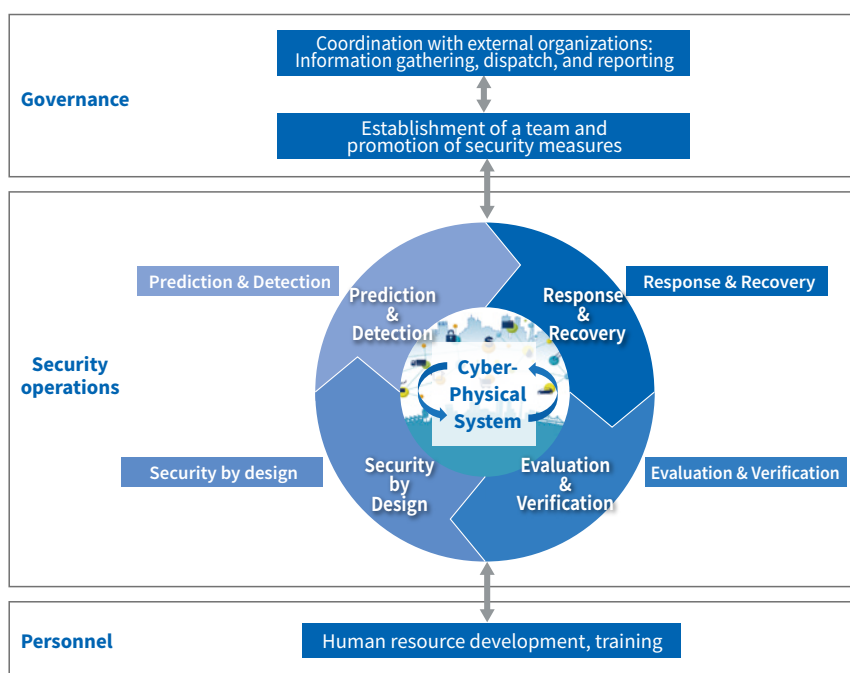 Coordination with external organizations:
Information gathering, dispatch, and reporting
Governance
Establishment of a team and
promotion of security measures
Prediction & Detection
Response & Recovery
Prediction
&
Detection
Response
&
Recovery
Security
operations
Cyber-
Physical
System
Security by design
Evaluation & Verification
Security
by
Design
Evaluation
&
Verification
Personnel
Human resource development, training